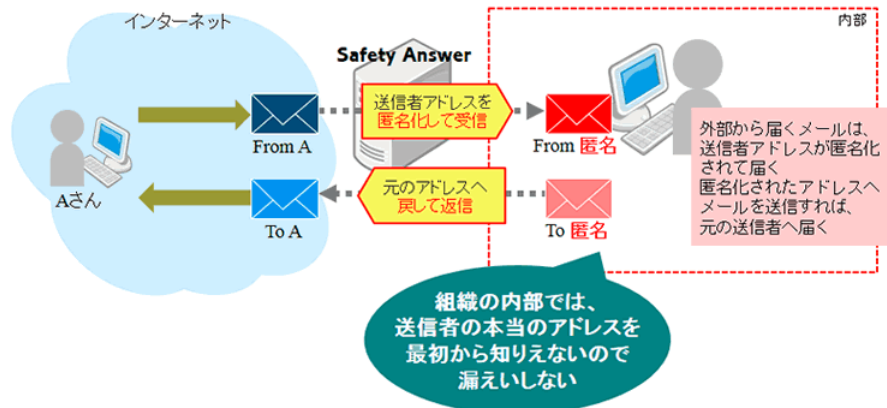 インターネット
内部
Safety Answer
送信者アドレスを
匿名化して受信
From A
From 匿名
外部から届くメールは、
送信者アドレスが匿名化
されて届く
匿名化されたアドレスへ
メールを送信すれば、
元の送信者へ届く
Aさん
元のアドレスへ
戻して返信
To A
To 匿名
組織の内部では、
送信者の本当のアドレスを
最初から知りえないので
漏えいしない